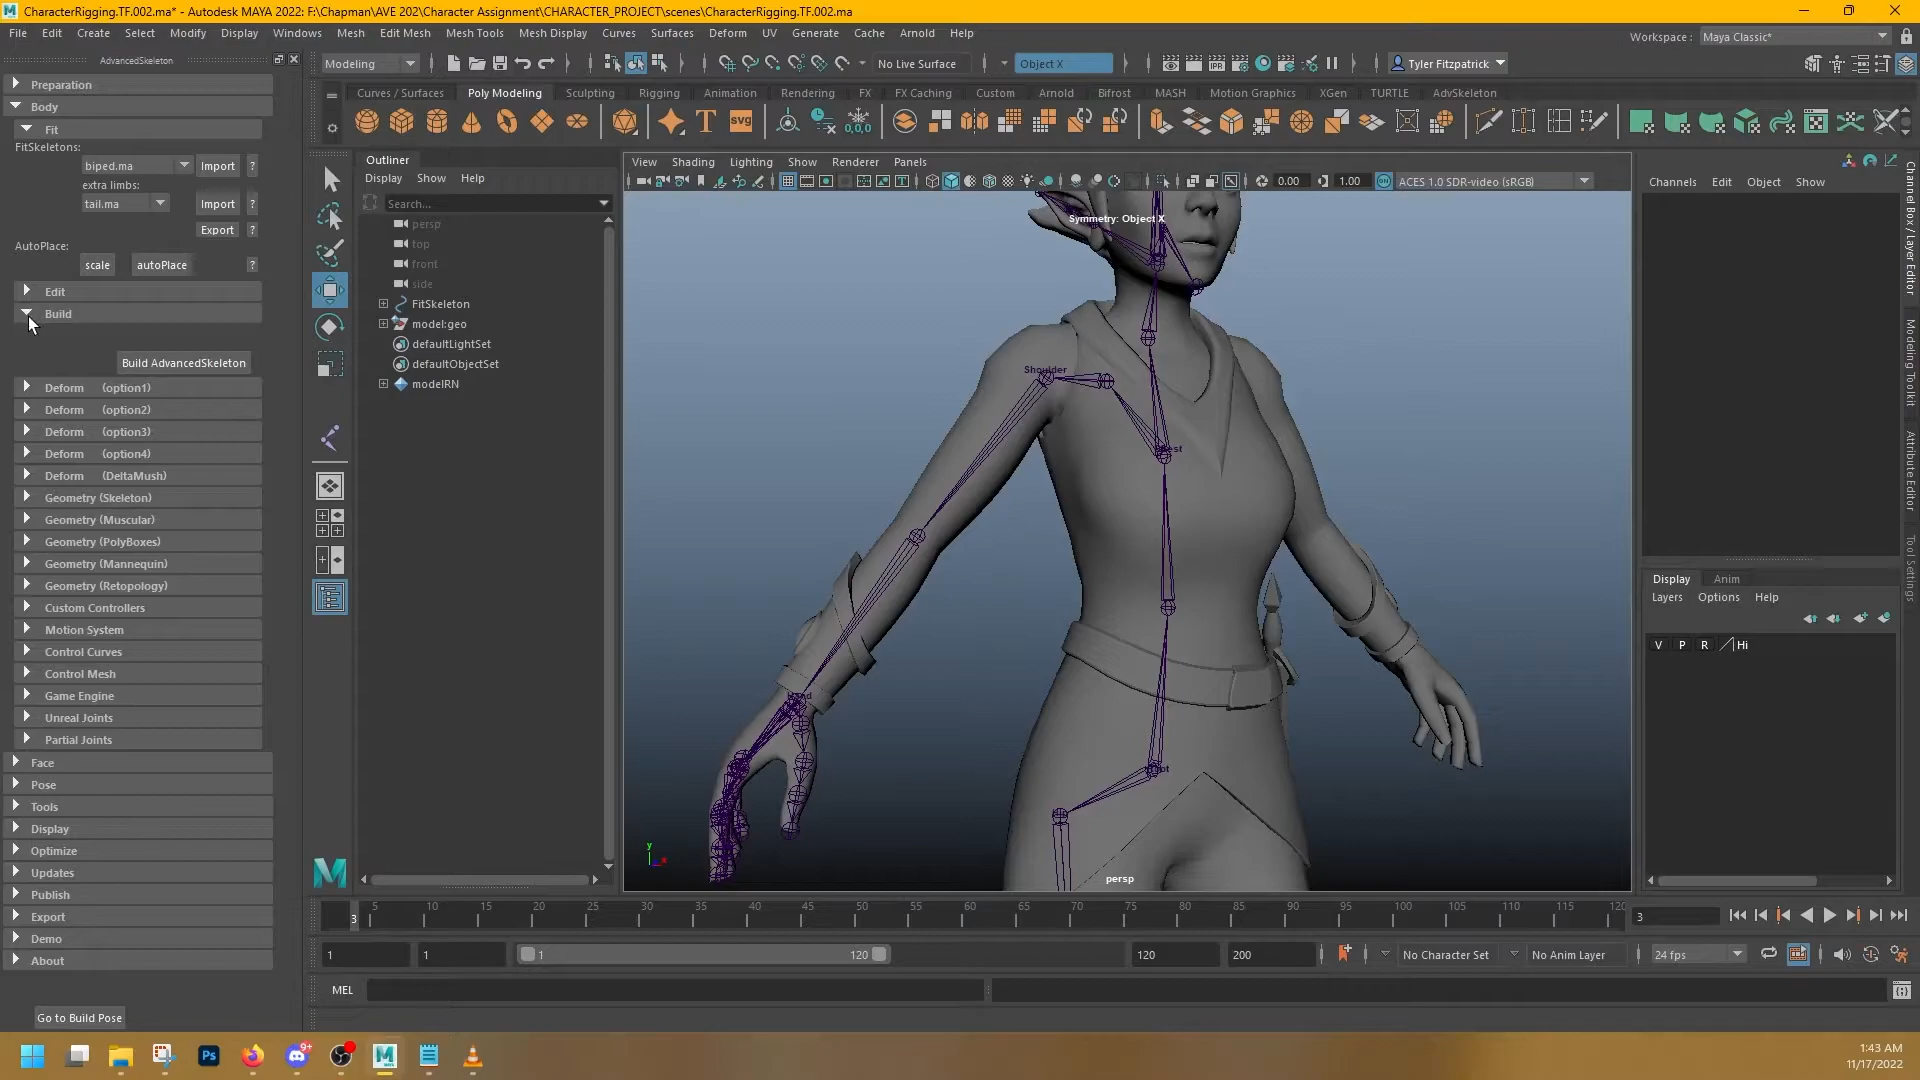 CharacterRigging.TF.002.ma* - Autodesk MAYA 2022: F:\Chapman\AVE 202\Character Assignment\CHARACTER_PROJECT\scenes\CharacterRigging.TF.002.ma
File Edit Create Select Modify Display Windows Mesh Edit Mesh Mesh Tools Mesh Display Curves Surfaces Deform UV Generate Cache Arnold Help
Workspace : Maya Classic*
AdvancedSkeleton
Modeling
No Live Surface
Object X
Tyler Fitzpatrick
Curves / Surfaces Poly Modeling Sculpting Rigging Animation Rendering FX FX Caching Custom Arnold Bifrost MASH Motion Graphics XGen TURTLE AdvSkeleton
T svg 0,0,0 IPR
Preparation
Body
Fit
FitSkeletons:
biped.ma Import ?
extra limbs:
tail.ma Import ?
Export ?
AutoPlace:
scale autoPlace ?
Edit
Build
Build AdvancedSkeleton
Deform (option1)
Deform (option2)
Deform (option3)
Deform (option4)
Deform (DeltaMush)
Geometry (Skeleton)
Geometry (Muscular)
Geometry (PolyBoxes)
Geometry (Mannequin)
Geometry (Retopology)
Custom Controllers
Motion System
Control Curves
Control Mesh
Game Engine
Unreal Joints
Partial Joints
Face
Pose
Tools
Display
Optimize
Updates
Publish
Export
Demo
About
Go to Build Pose
Outliner
Display Show Help
Search...
persp
top
front
side
FitSkeleton
model:geo
defaultLightSet
defaultObjectSet
modelRN
View Shading Lighting Show Renderer Panels
0.00 1.00 ACES 1.0 SDR-video (sRGB)
Symmetry: Object X
Shoulder
persp
y
x
Channels Edit Object Show
Channel Box / Layer Editor
Modeling Toolkit
Attribute Editor
Tool Settings
Display Anim
Layers Options Help
V P R Hi
3 5 10 15 20 25 30 35 40 45 50 55 60 65 70 75 80 85 90 95 100 105 110 115 120
3
1 1 1 120 120 200 No Character Set No Anim Layer 24 fps
MEL
Ps 9+
1:43 AM
11/17/2022